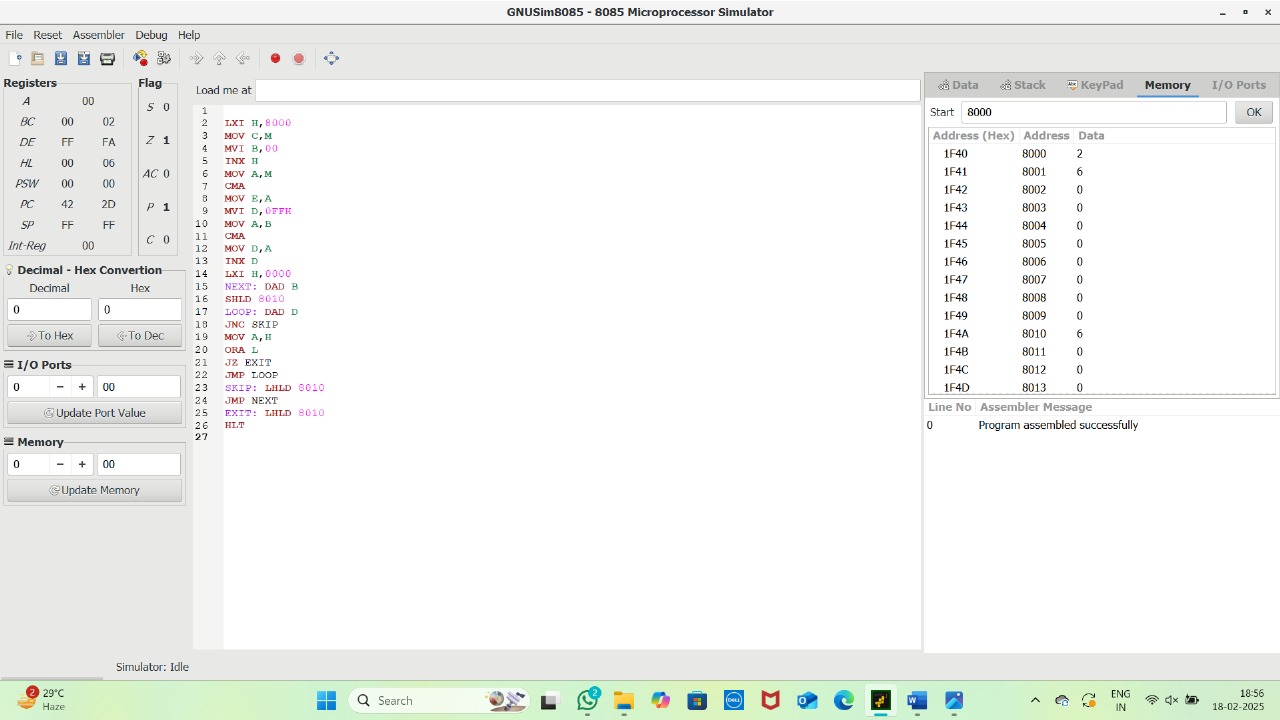 GNUSim8085 - 8085 Microprocessor Simulator
File Reset Assembler Debug Help
Registers
A 00
BC 00 02
DE FF FA
HL 00 06
PSW 00 00
PC 42 2D
SP FF FF
Int-Reg 00
Flag
S 0
Z 1
AC 0
P 1
C 0
Decimal - Hex Convertion
Decimal Hex
0 0
To Hex To Dec
I/O Ports
0 − + 00
Update Port Value
Memory
0 − + 00
Update Memory
Load me at
1
2 LXI H,8000
3 MOV C,M
4 MVI B,00
5 INX H
6 MOV A,M
7 CMA
8 MOV E,A
9 MVI D,0FFH
10 MOV A,B
11 CMA
12 MOV D,A
13 INX D
14 LXI H,0000
15 NEXT: DAD B
16 SHLD 8010
17 LOOP: DAD D
18 JNC SKIP
19 MOV A,H
20 ORA L
21 JZ EXIT
22 JMP LOOP
23 SKIP: LHLD 8010
24 JMP NEXT
25 EXIT: LHLD 8010
26 HLT
27
Data Stack KeyPad Memory I/O Ports
Start 8000 OK
Address (Hex) Address Data
1F40 8000 2
1F41 8001 6
1F42 8002 0
1F43 8003 0
1F44 8004 0
1F45 8005 0
1F46 8006 0
1F47 8007 0
1F48 8008 0
1F49 8009 0
1F4A 8010 6
1F4B 8011 0
1F4C 8012 0
1F4D 8013 0
Line No Assembler Message
0 Program assembled successfully
Simulator: Idle
2
29°C
Haze
Search
2
DELL
ENG
IN
18:56
18-02-2025